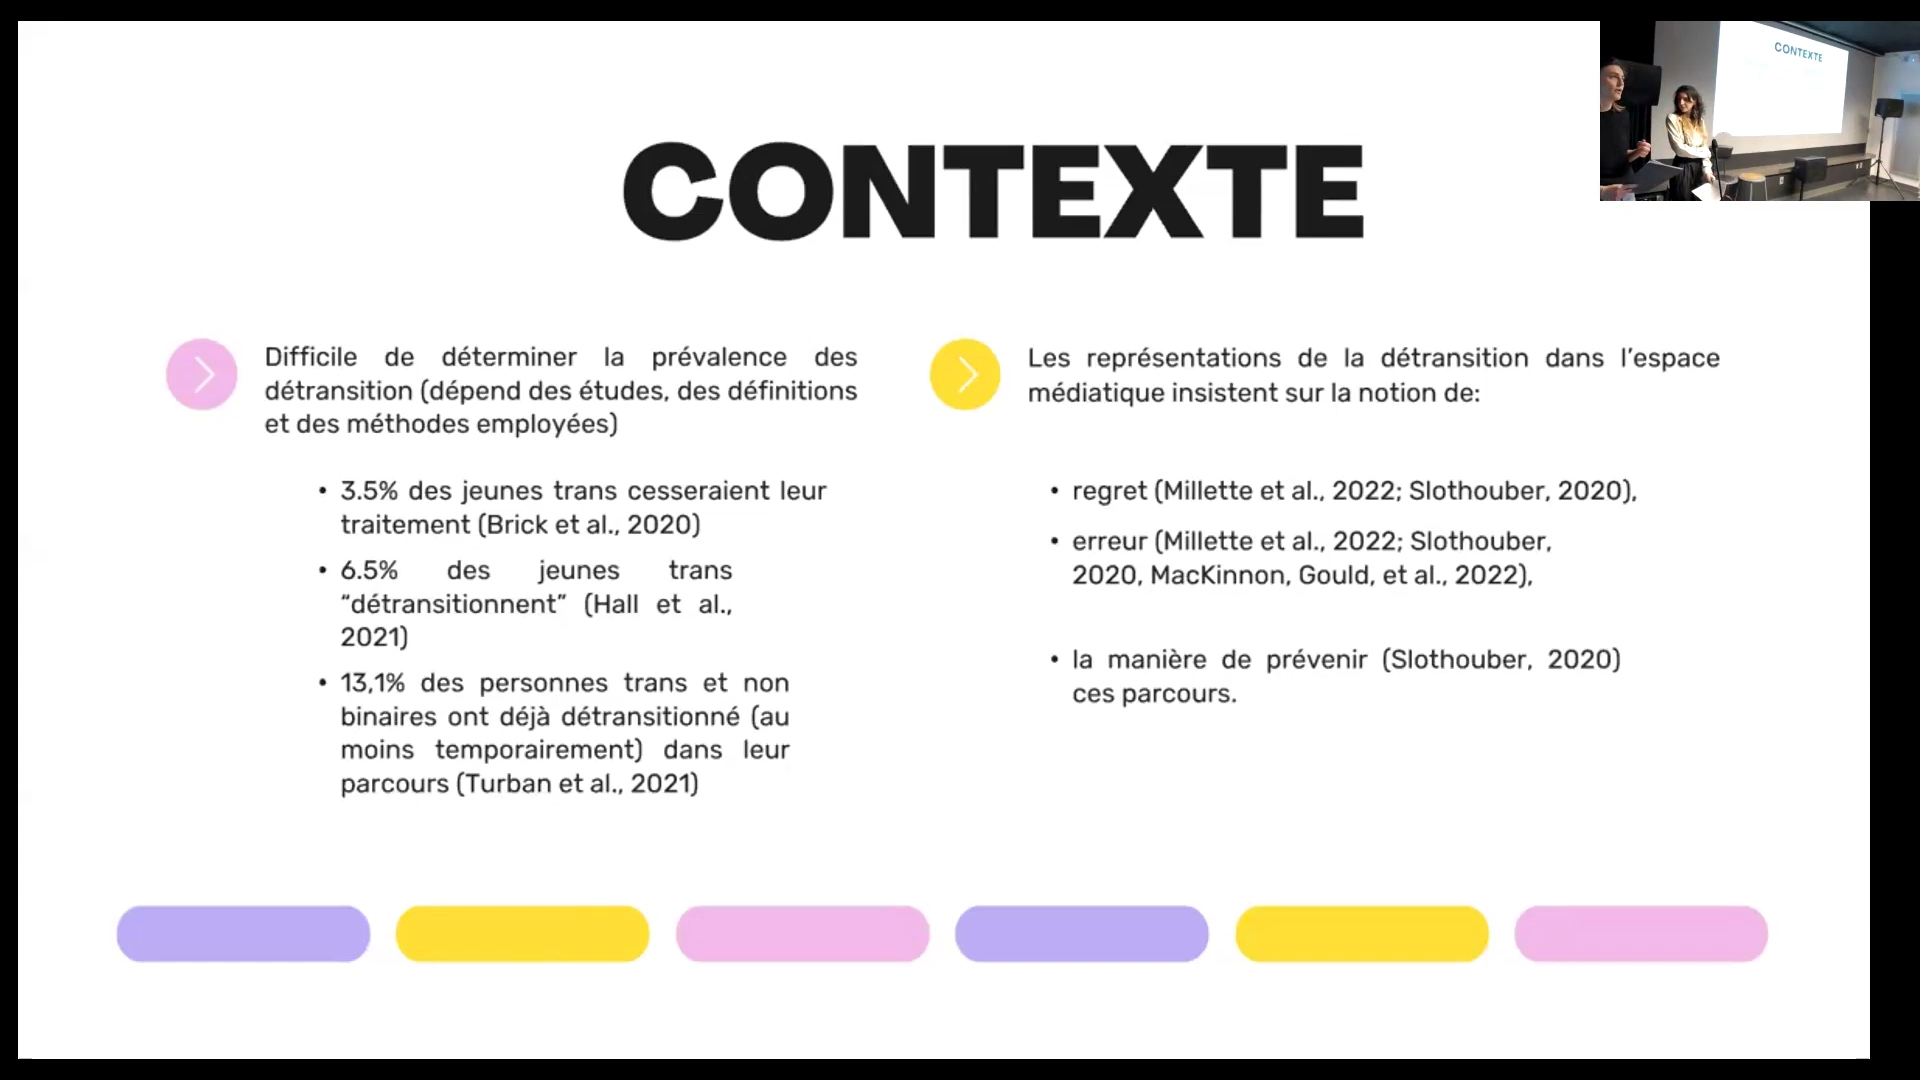 CONTEXTE
CONTEXTE
Difficile de déterminer la prévalence des
détransition (dépend des études, des définitions
et des méthodes employées)
• 3.5% des jeunes trans cesseraient leur
traitement (Brick et al., 2020)
• 6.5% des jeunes trans
“détransitionnent” (Hall et al.,
2021)
• 13,1% des personnes trans et non
binaires ont déjà détransitionné (au
moins temporairement) dans leur
parcours (Turban et al., 2021)
Les représentations de la détransition dans l’espace
médiatique insistent sur la notion de:
• regret (Millette et al., 2022; Slothouber, 2020),
• erreur (Millette et al., 2022; Slothouber,
2020, MacKinnon, Gould, et al., 2022),
• la manière de prévenir (Slothouber, 2020)
ces parcours.